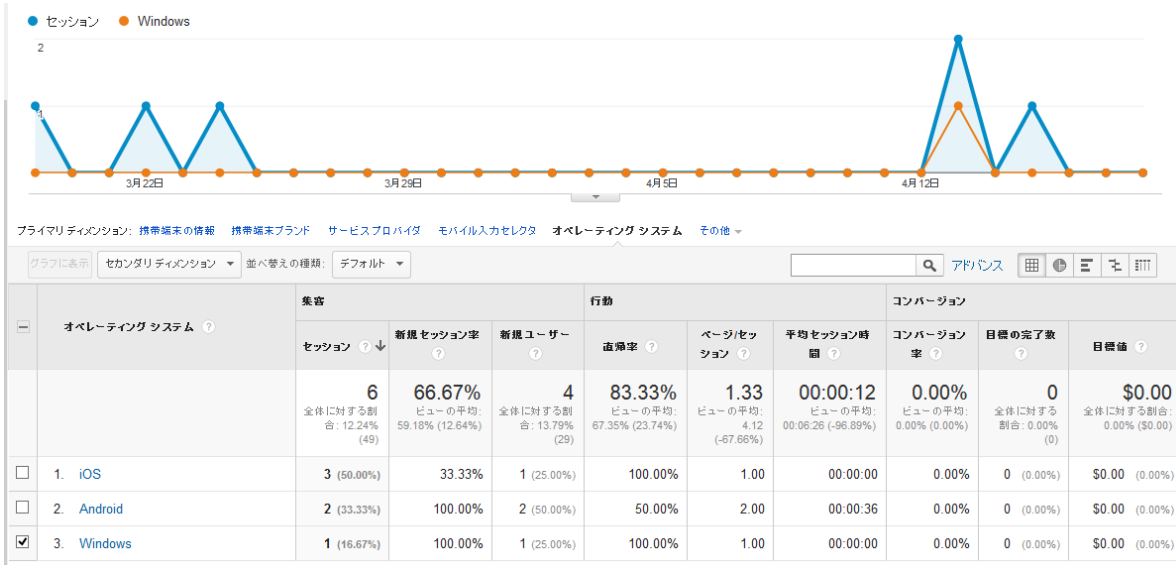 セッション Windows
2
1
3月22日 3月29日 4月5日 4月12日
プライマリ ディメンション: 携帯端末の情報 携帯端末ブランド サービス プロバイダ モバイル入力セレクタ オペレーティング システム その他
グラフに表示 セカンダリ ディメンション 並べ替えの種類: デフォルト アドバンス
集客 行動 コンバージョン
オペレーティング システム ?
セッション ? 新規セッション率 ? 新規ユーザー ? 直帰率 ? ページ/セッション ? 平均セッション時間 ? コンバージョン率 ? 目標の完了数 ? 目標値 ?
6 66.67% 4 83.33% 1.33 00:00:12 0.00% 0 $0.00
全体に対する割合: 12.24% (49) ビューの平均: 59.18% (12.64%) 全体に対する割合: 13.79% (29) ビューの平均: 67.35% (23.74%) ビューの平均: 4.12 (-67.66%) ビューの平均: 00:06:26 (-96.89%) ビューの平均: 0.00% (0.00%) 全体に対する割合: 0.00% (0) 全体に対する割合: 0.00% ($0.00)
1. iOS 3 (50.00%) 33.33% 1 (25.00%) 100.00% 1.00 00:00:00 0.00% 0 (0.00%) $0.00 (0.00%)
2. Android 2 (33.33%) 100.00% 2 (50.00%) 50.00% 2.00 00:00:36 0.00% 0 (0.00%) $0.00 (0.00%)
3. Windows 1 (16.67%) 100.00% 1 (25.00%) 100.00% 1.00 00:00:00 0.00% 0 (0.00%) $0.00 (0.00%)